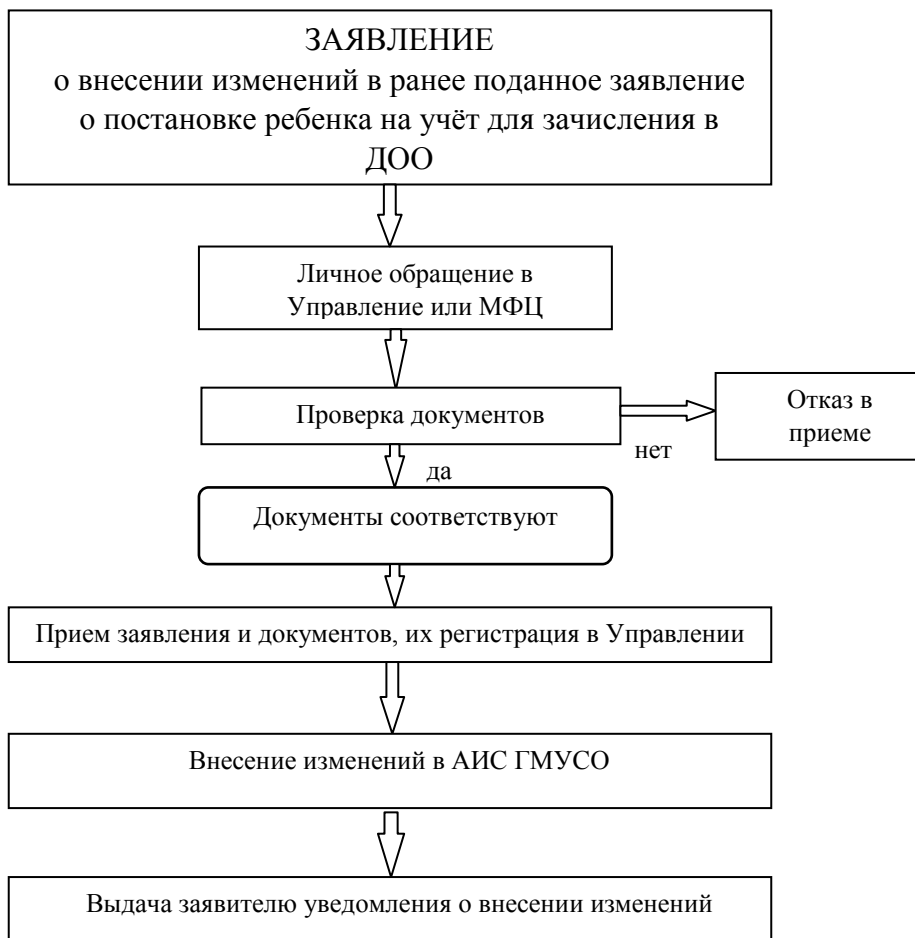 ЗАЯВЛЕНИЕ
о внесении изменений в ранее поданное заявление
о постановке ребенка на учёт для зачисления в
ДОО
Личное обращение в
Управление или МФЦ
Проверка документов
Отказ в
приеме
нет
да
Документы соответствуют
Прием заявления и документов, их регистрация в Управлении
Внесение изменений в АИС ГМУСО
Выдача заявителю уведомления о внесении изменений